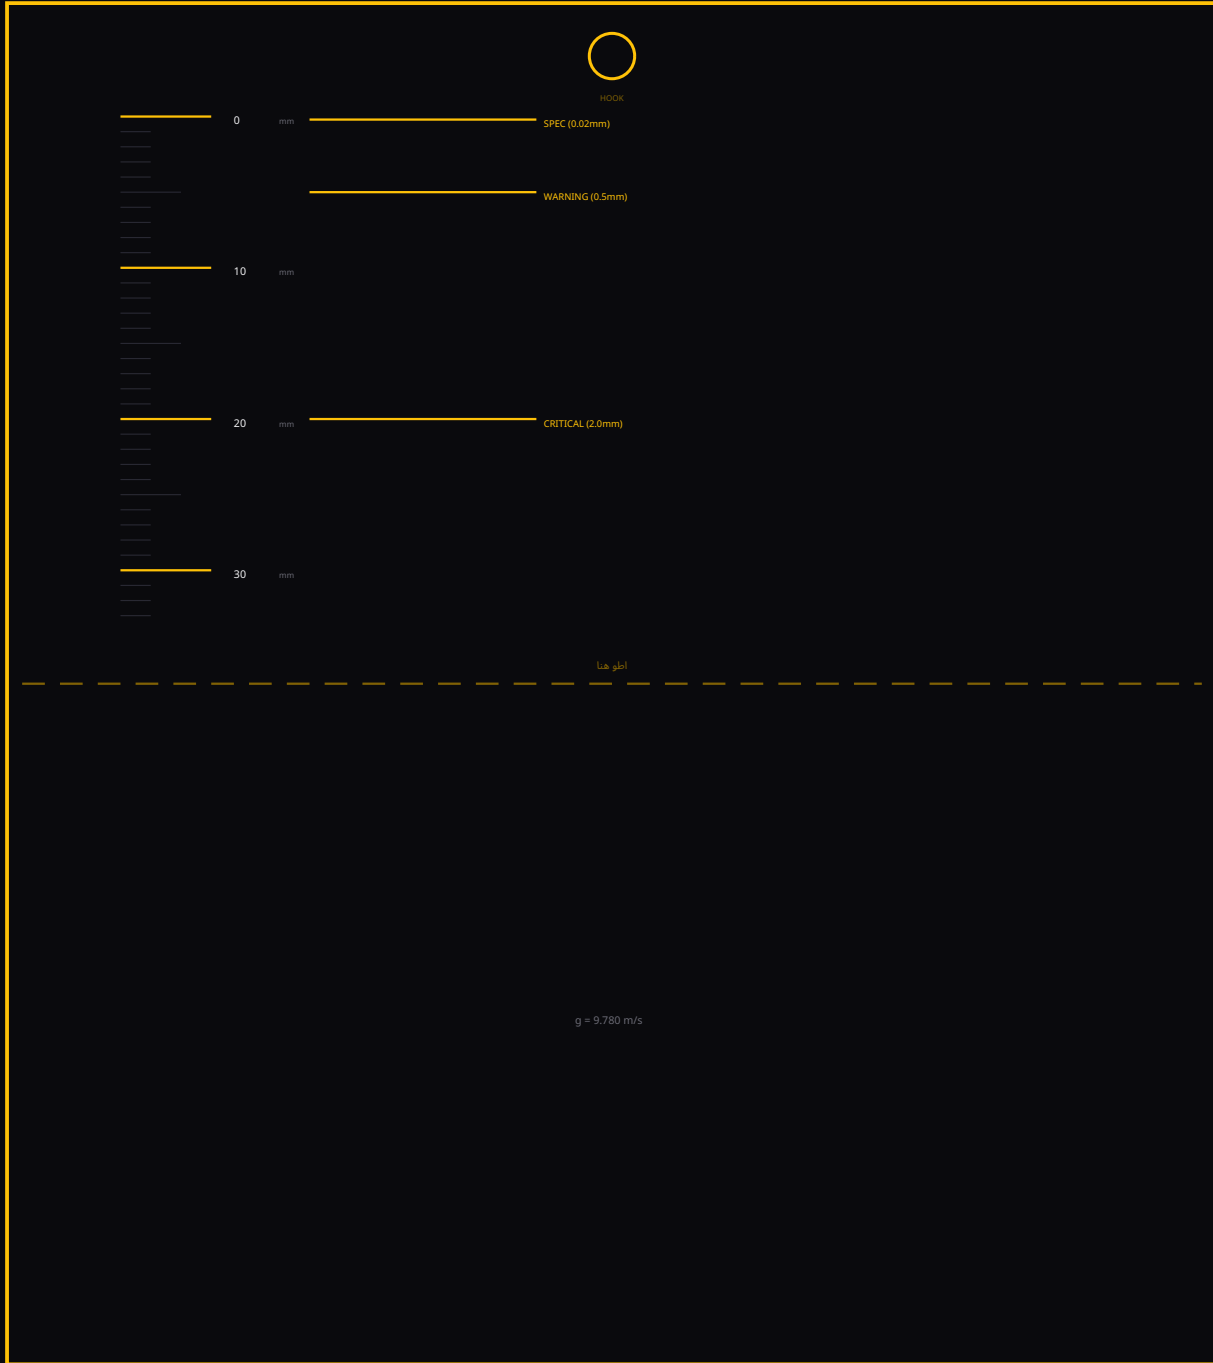 HOOK
0 mm SPEC (0.02mm)
WARNING (0.5mm)
10 mm
20 mm CRITICAL (2.0mm)
30 mm
اطو هنا
g = 9.780 m/s